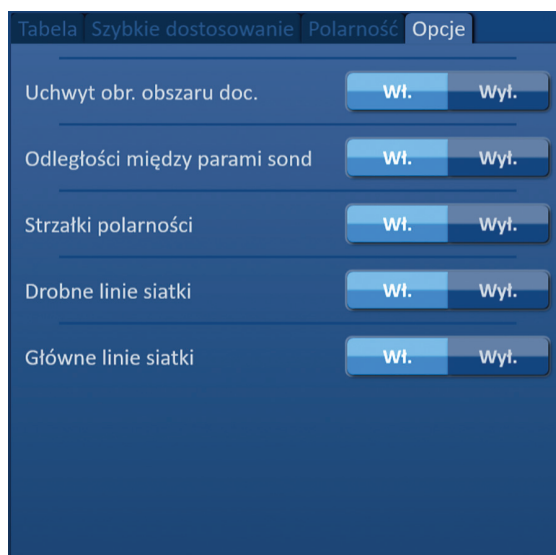 Tabela Szybkie dostosowanie Polarność Opcje
Uchwyt obr. obszaru doc. Wł. Wył.
Odległości między parami sond Wł. Wył.
Strzałki polarności Wł. Wył.
Drobne linie siatki Wł. Wył.
Główne linie siatki Wł. Wył.